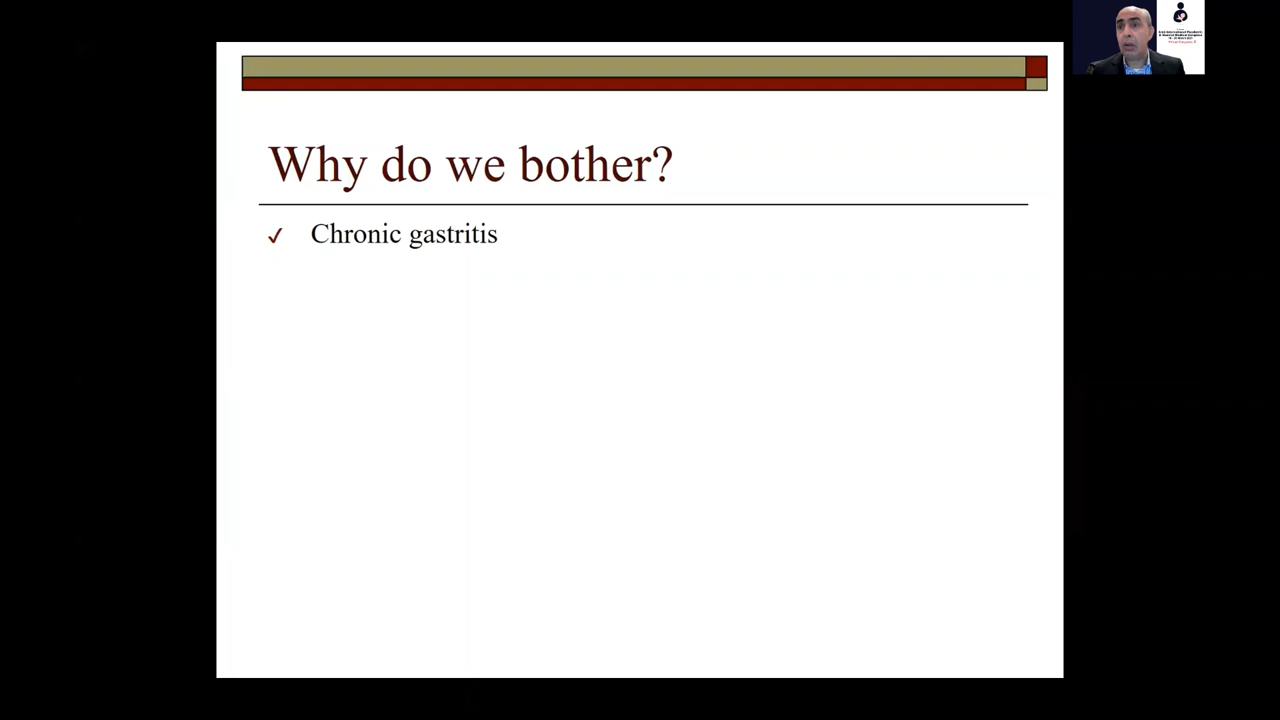 Why do we bother?
✓ Chronic gastritis